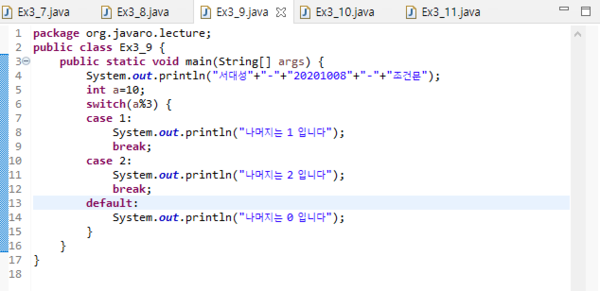 Ex3_7.java Ex3_8.java Ex3_9.java Ex3_10.java Ex3_11.java
1 package org.javaro.lecture;
2 public class Ex3_9 {
3 public static void main(String[] args) {
4 System.out.println("서대성"+"-"+"20201008"+"-"+"조건문");
5 int a=10;
6 switch(a%3) {
7 case 1:
8 System.out.println("나머지는 1 입니다");
9 break;
10 case 2:
11 System.out.println("나머지는 2 입니다");
12 break;
13 default:
14 System.out.println("나머지는 0 입니다");
15 }
16 }
17 }
18